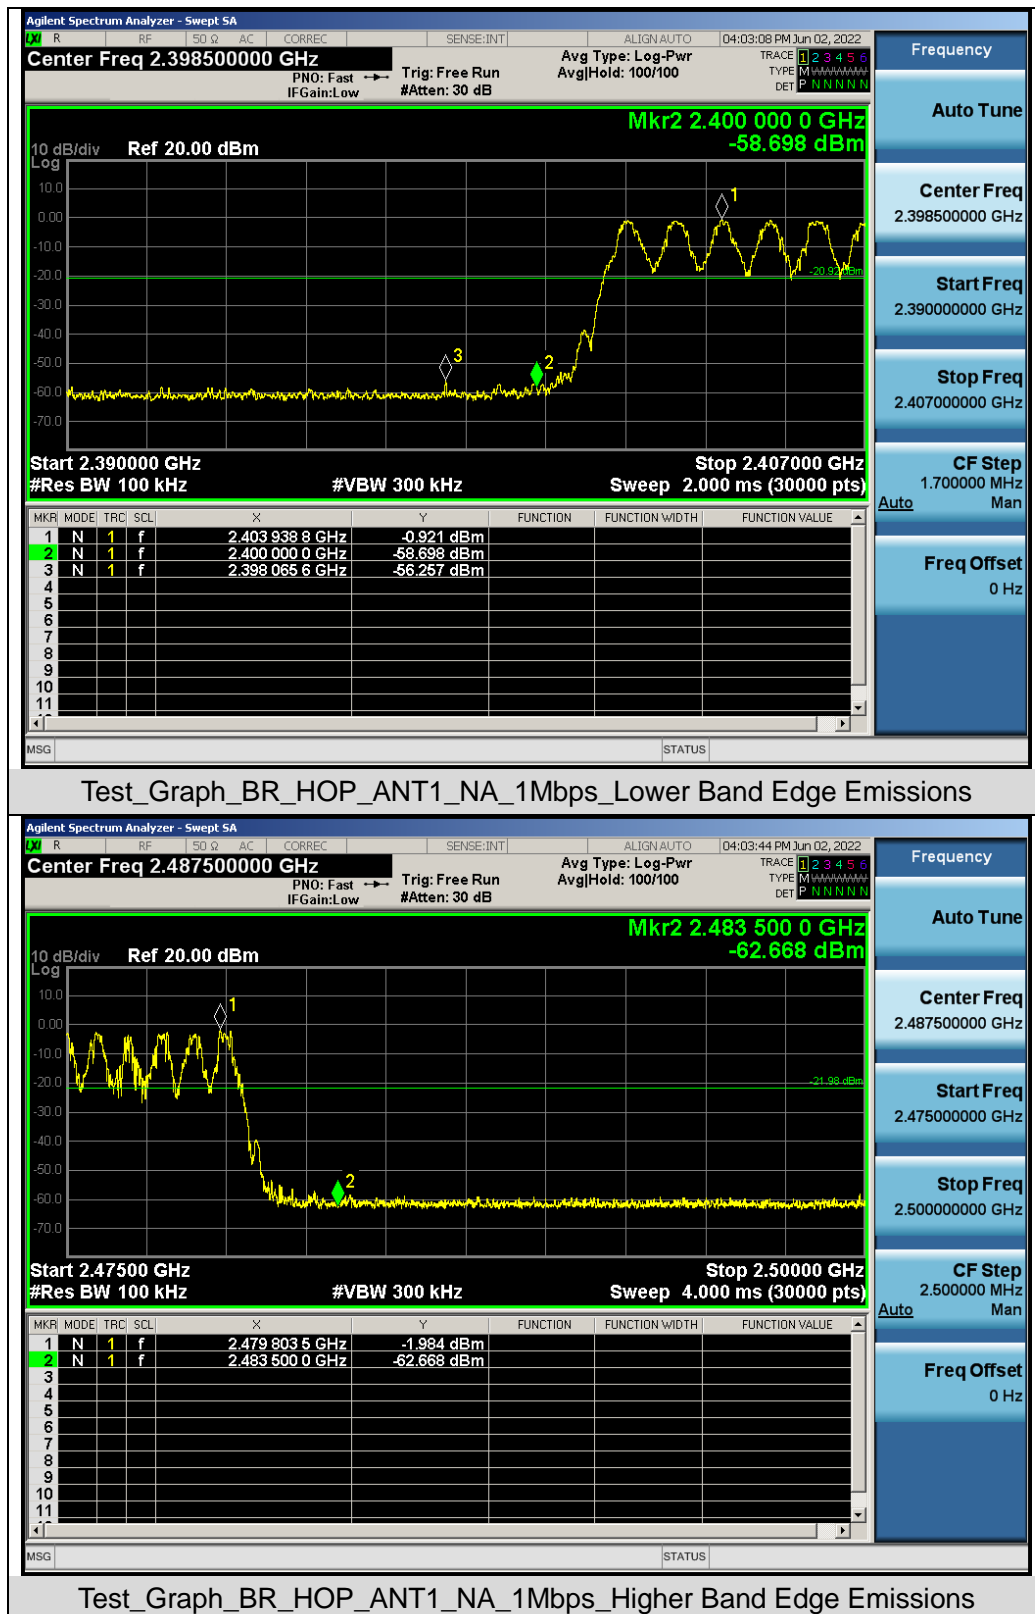 Agilent Spectrum Analyzer - Swept SA
LXI R RF 50 Ω AC CORREC SENSE:INT ALIGN AUTO 04:03:08 PM Jun 02, 2022
Center Freq 2.398500000 GHz
PNO: Fast
IFGain:Low
Trig: Free Run
#Atten: 30 dB
Avg Type: Log-Pwr
Avg|Hold: 100/100
TRACE 1 2 3 4 5 6
TYPE M
DET P N N N N N
Mkr2 2.400 000 0 GHz
-58.698 dBm
10 dB/div Ref 20.00 dBm
Log
10.0
0.00
-10.0
-20.0
-30.0
-40.0
-50.0
-60.0
-70.0
1
-20.92 dBm
3
2
Start 2.390000 GHz Stop 2.407000 GHz
#Res BW 100 kHz #VBW 300 kHz Sweep 2.000 ms (30000 pts)
MKR MODE TRC SCL X Y FUNCTION FUNCTION WIDTH FUNCTION VALUE
1 N 1 f 2.403 938 8 GHz -0.921 dBm
2 N 1 f 2.400 000 0 GHz -58.698 dBm
3 N 1 f 2.398 065 6 GHz -56.257 dBm
4
5
6
7
8
9
10
11
MSG STATUS
Frequency
Auto Tune
Center Freq
2.398500000 GHz
Start Freq
2.390000000 GHz
Stop Freq
2.407000000 GHz
CF Step
1.700000 MHz
Auto Man
Freq Offset
0 Hz
Test_Graph_BR_HOP_ANT1_NA_1Mbps_Lower Band Edge Emissions
Agilent Spectrum Analyzer - Swept SA
LXI R RF 50 Ω AC CORREC SENSE:INT ALIGN AUTO 04:03:44 PM Jun 02, 2022
Center Freq 2.487500000 GHz
PNO: Fast
IFGain:Low
Trig: Free Run
#Atten: 30 dB
Avg Type: Log-Pwr
Avg|Hold: 100/100
TRACE 1 2 3 4 5 6
TYPE M
DET P N N N N N
Mkr2 2.483 500 0 GHz
-62.668 dBm
10 dB/div Ref 20.00 dBm
Log
10.0
0.00
-10.0
-20.0
-30.0
-40.0
-50.0
-60.0
-70.0
1
-21.98 dBm
2
Start 2.47500 GHz Stop 2.50000 GHz
#Res BW 100 kHz #VBW 300 kHz Sweep 4.000 ms (30000 pts)
MKR MODE TRC SCL X Y FUNCTION FUNCTION WIDTH FUNCTION VALUE
1 N 1 f 2.479 803 5 GHz -1.984 dBm
2 N 1 f 2.483 500 0 GHz -62.668 dBm
3
4
5
6
7
8
9
10
11
MSG STATUS
Frequency
Auto Tune
Center Freq
2.487500000 GHz
Start Freq
2.475000000 GHz
Stop Freq
2.500000000 GHz
CF Step
2.500000 MHz
Auto Man
Freq Offset
0 Hz
Test_Graph_BR_HOP_ANT1_NA_1Mbps_Higher Band Edge Emissions